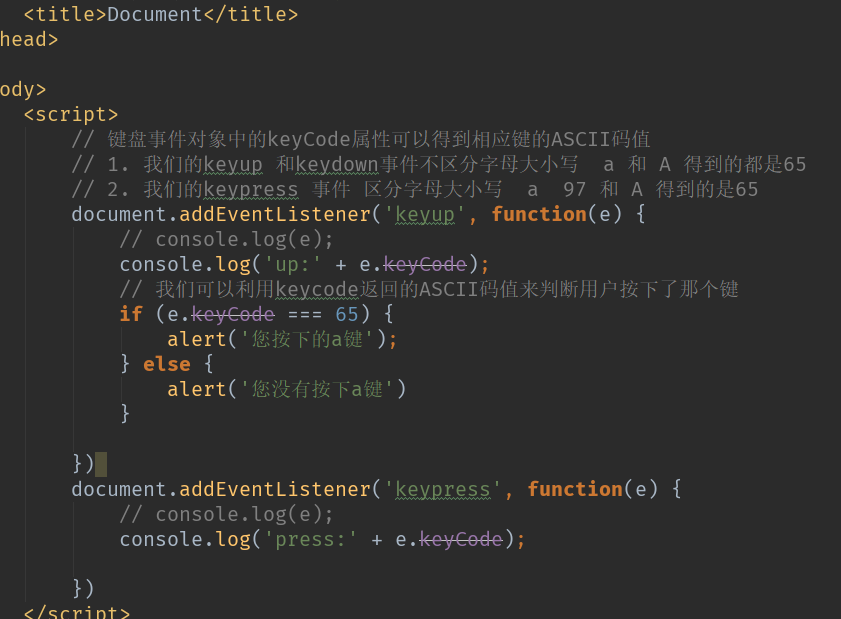 <title>Document</title>
head>
ody>
<script>
// 键盘事件对象中的keyCode属性可以得到相应键的ASCII码值
// 1. 我们的keyup 和keydown事件不区分字母大小写  a 和 A 得到的都是65
// 2. 我们的keypress 事件 区分字母大小写  a  97 和 A 得到的是65
document.addEventListener('keyup', function(e) {
// console.log(e);
console.log('up:' + e.keyCode);
// 我们可以利用keycode返回的ASCII码值来判断用户按下了那个键
if (e.keyCode === 65) {
alert('您按下的a键');
} else {
alert('您没有按下a键')
}
})
document.addEventListener('keypress', function(e) {
// console.log(e);
console.log('press:' + e.keyCode);
})
</script>